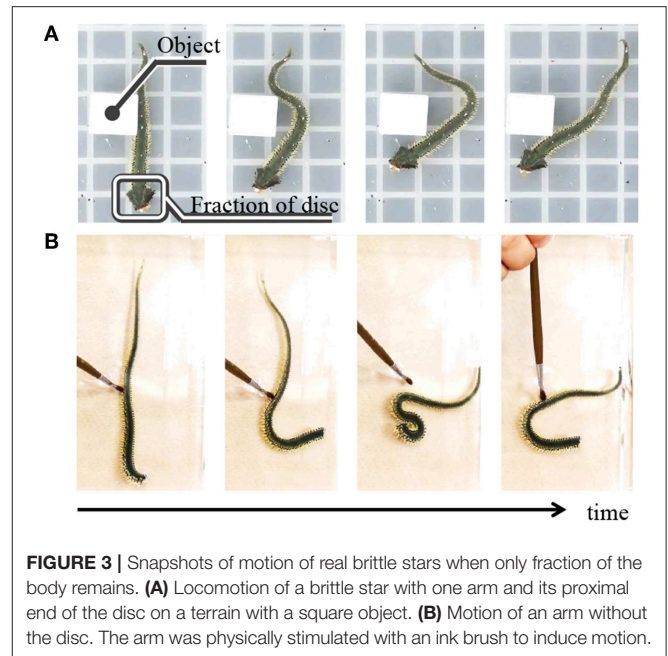 A
Object
Fraction of disc
B
time
FIGURE 3 | Snapshots of motion of real brittle stars when only fraction of the
body remains. (A) Locomotion of a brittle star with one arm and its proximal
end of the disc on a terrain with a square object. (B) Motion of an arm without
the disc. The arm was physically stimulated with an ink brush to induce motion.